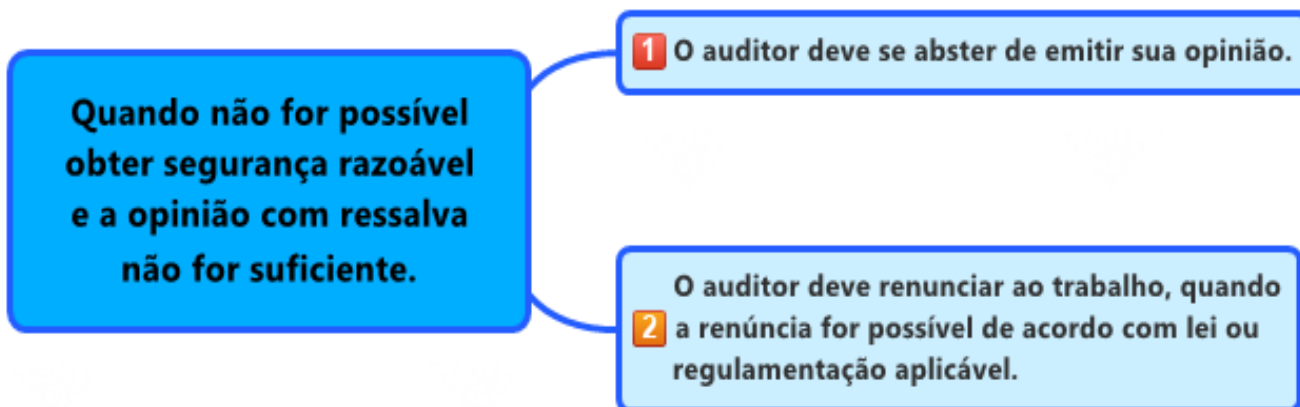 Quando não for possível
obter segurança razoável
e a opinião com ressalva
não for suficiente.
1 O auditor deve se abster de emitir sua opinião.
O auditor deve renunciar ao trabalho, quando
2 a renúncia for possível de acordo com lei ou
regulamentação aplicável.